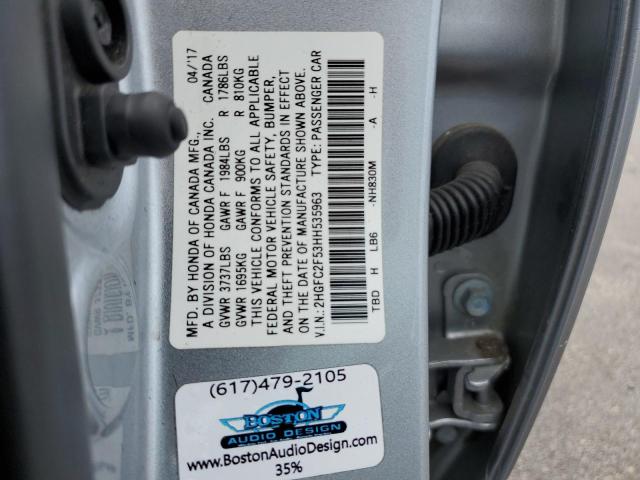 MFD. BY HONDA OF CANADA MFG., 04/'17
A DIVISION OF HONDA CANADA INC. CANADA
GVWR 3737LBS GAWR F 1984LBS R 1786LBS
GVWR 1695KG GAWR F 900KG R 810KG
THIS VEHICLE CONFORMS TO ALL APPLICABLE
FEDERAL MOTOR VEHICLE SAFETY, BUMPER,
AND THEFT PREVENTION STANDARDS IN EFFECT
ON THE DATE OF MANUFACTURE SHOWN ABOVE.
V.I.N.: 2HGFC2F53HH535963 TYPE: PASSENGER CAR
TBD H LB6 -NH830M -A -H
(617)479-2105
BOSTON
AUDIO DESIGN
www.BostonAudioDesign.com
35%